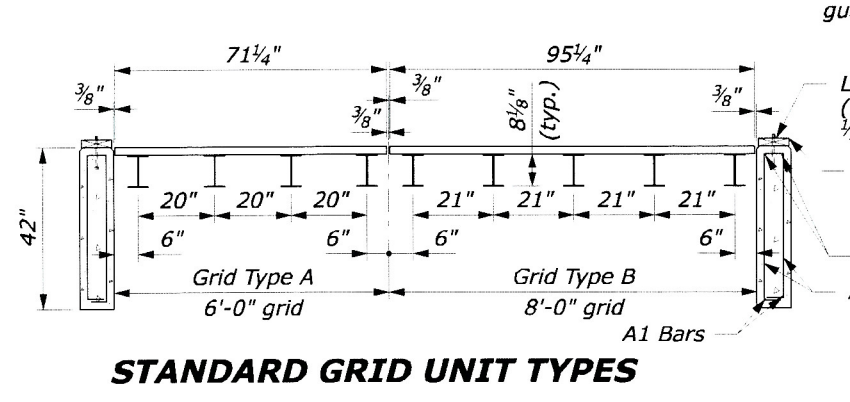 gu
71¼" 95¼"
⅜" ⅜" ⅜" ⅜" 8⅛" (typ.)
L
(
½
42"
20" 20" 20" 21" 21" 21" 21"
6" 6" 6" 6"
Grid Type A Grid Type B
6'-0" grid 8'-0" grid
A1 Bars
STANDARD GRID UNIT TYPES